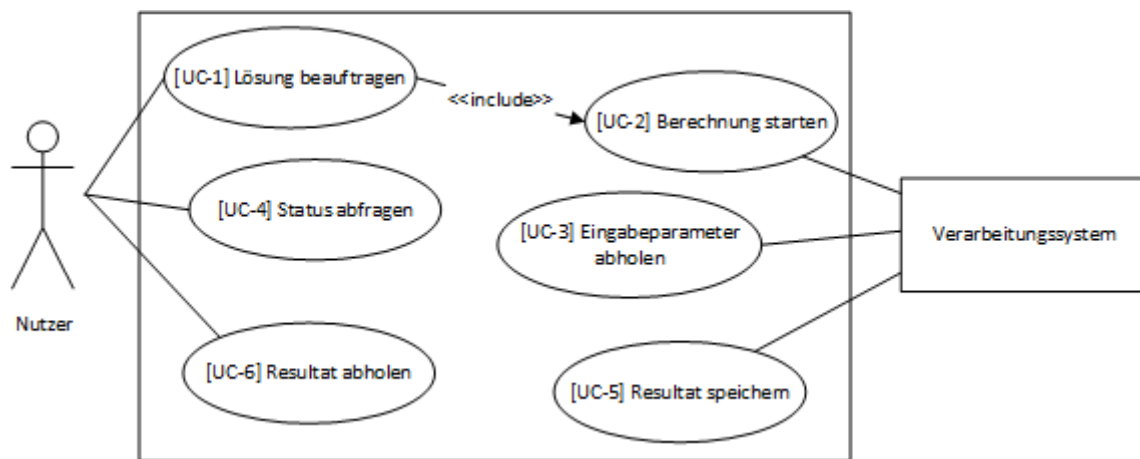 [UC-1] Lösung beauftragen
<<include>>
[UC-2] Berechnung starten
[UC-4] Status abfragen
[UC-3] Eingabeparameter
abholen
Verarbeitungssystem
Nutzer
[UC-6] Resultat abholen
[UC-5] Resultat speichern